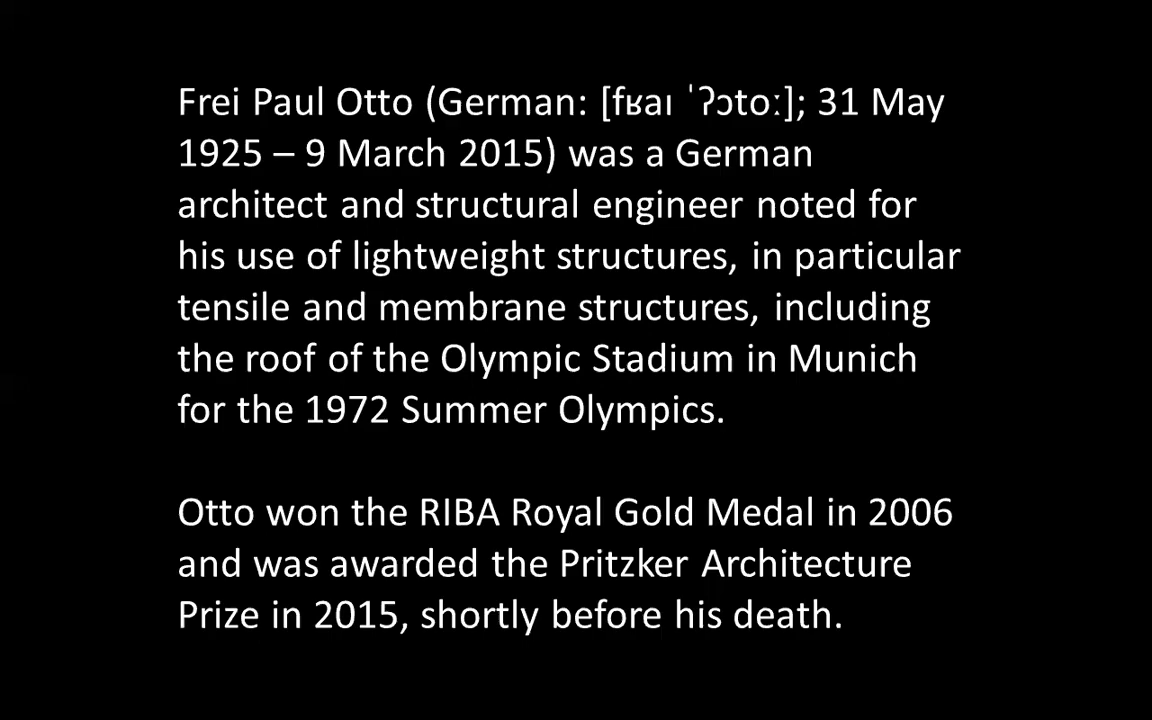 Frei Paul Otto (German: [fʁaɪ ˈʔɔtoː]; 31 May
1925 – 9 March 2015) was a German
architect and structural engineer noted for
his use of lightweight structures, in particular
tensile and membrane structures, including
the roof of the Olympic Stadium in Munich
for the 1972 Summer Olympics.
Otto won the RIBA Royal Gold Medal in 2006
and was awarded the Pritzker Architecture
Prize in 2015, shortly before his death.